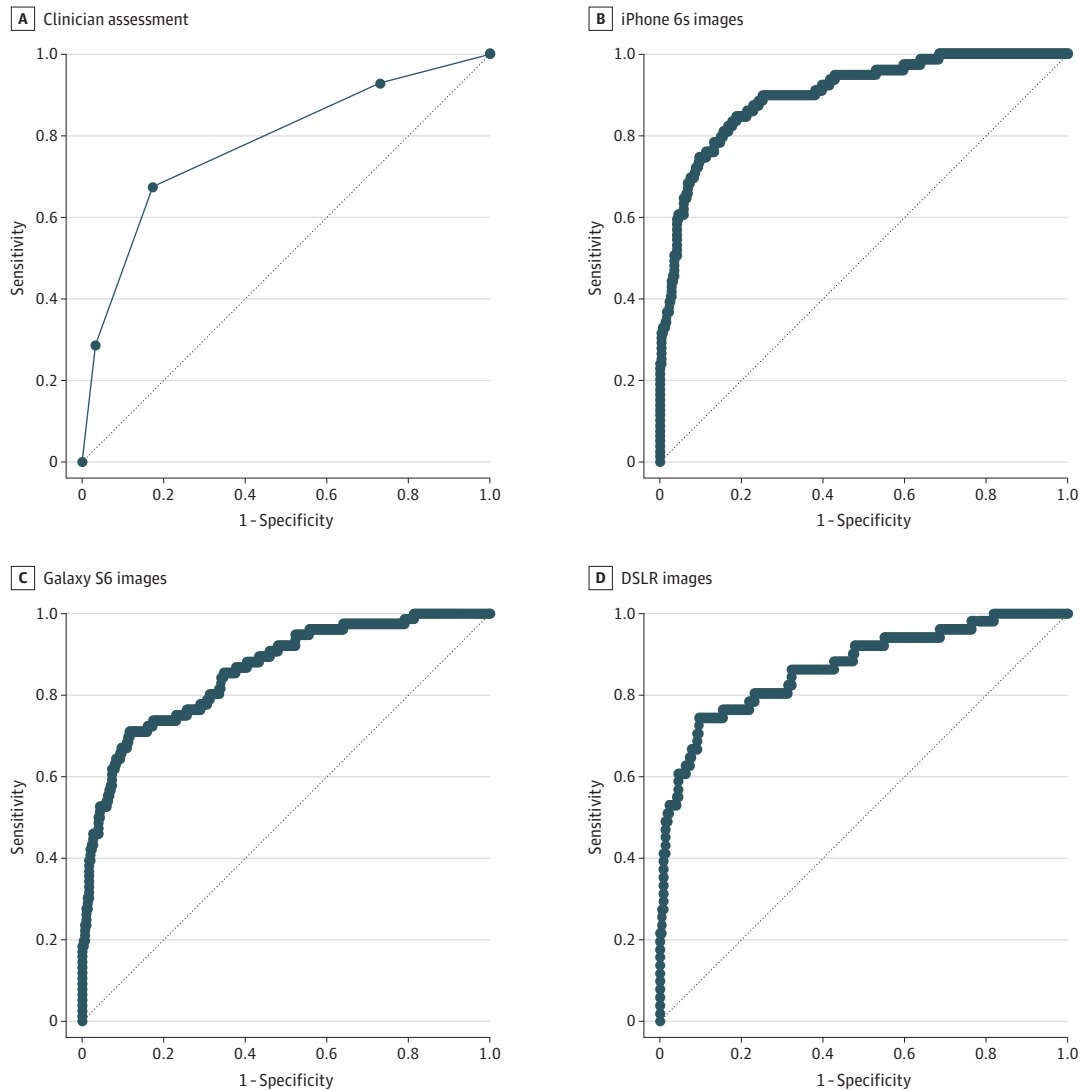 A Clinician assessment
1.0
0.8
0.6
0.4
0.2
0
Sensitivity
0 0.2 0.4 0.6 0.8 1.0
1 - Specificity
B iPhone 6s images
1.0
0.8
0.6
0.4
0.2
0
Sensitivity
0 0.2 0.4 0.6 0.8 1.0
1 - Specificity
C Galaxy S6 images
1.0
0.8
0.6
0.4
0.2
0
Sensitivity
0 0.2 0.4 0.6 0.8 1.0
1 - Specificity
D DSLR images
1.0
0.8
0.6
0.4
0.2
0
Sensitivity
0 0.2 0.4 0.6 0.8 1.0
1 - Specificity